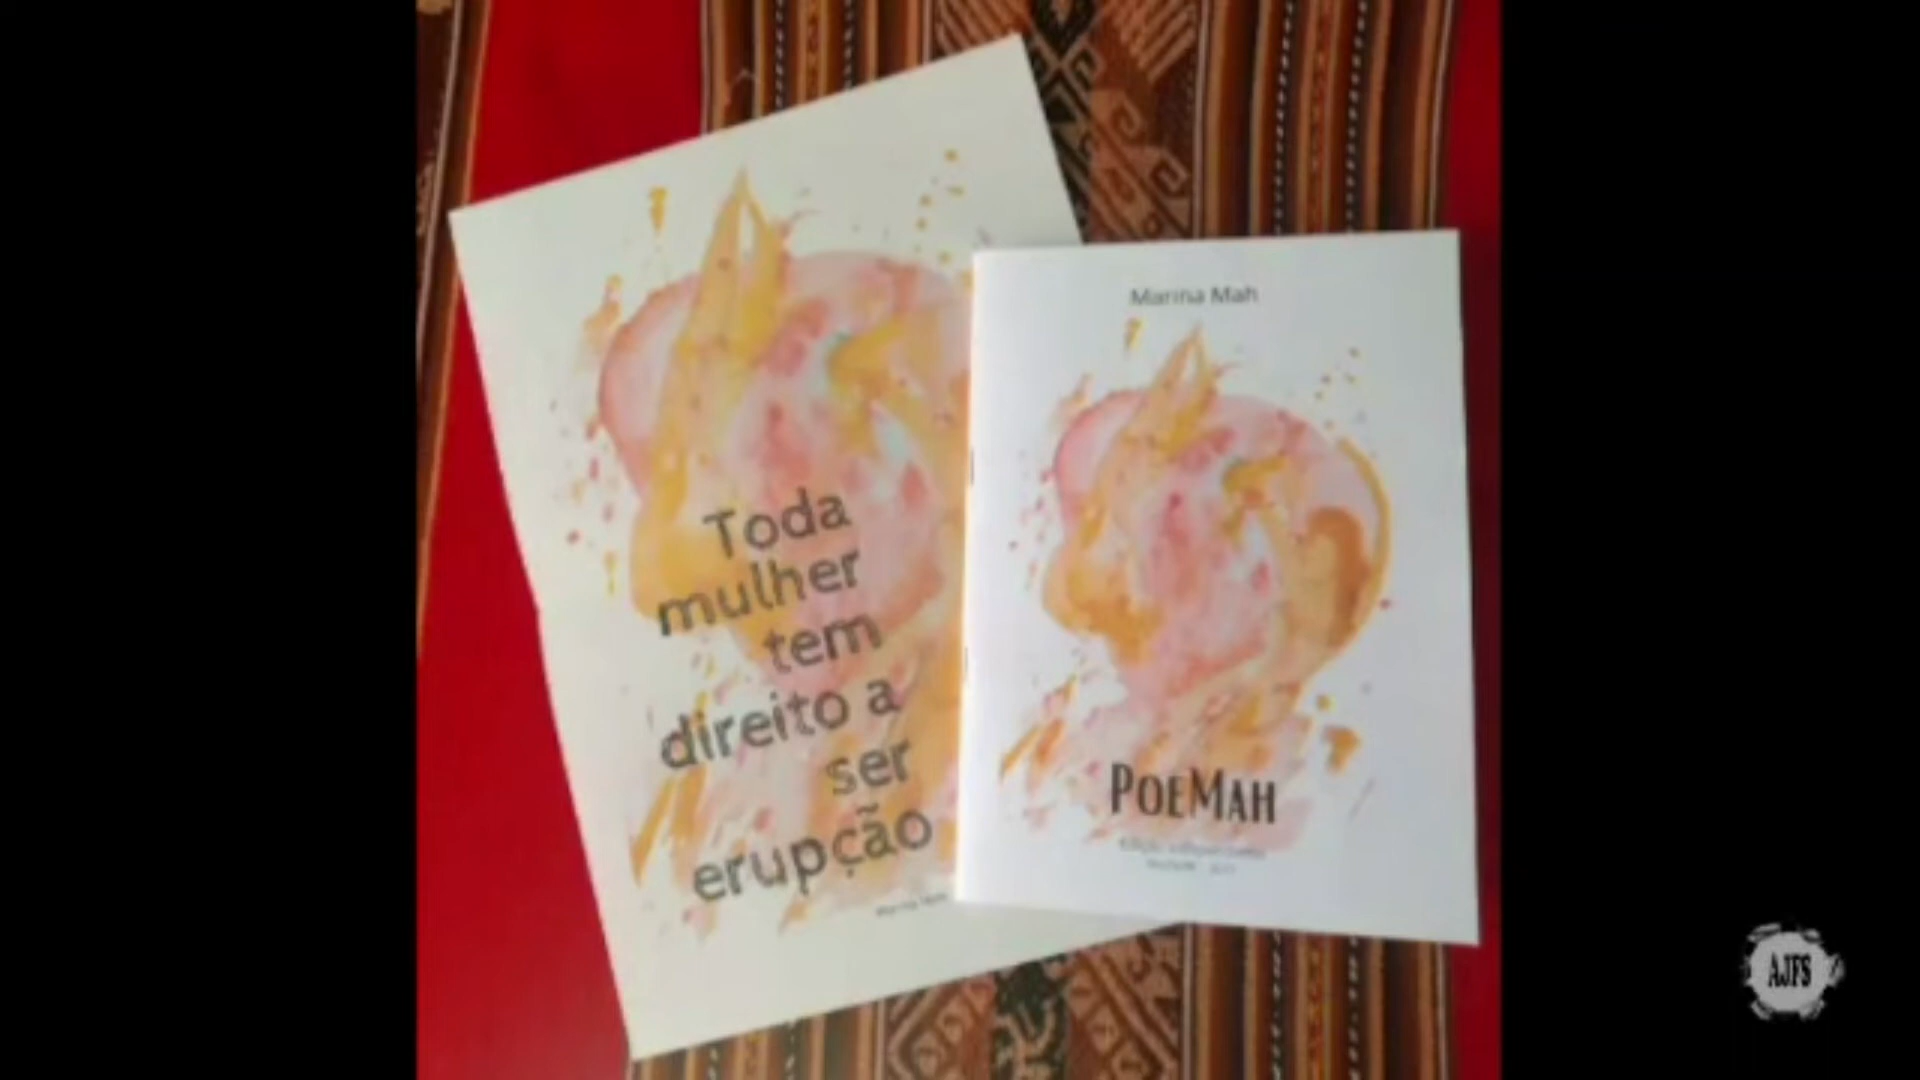 Toda
mulher
tem
direito a
ser
erupção
Marina Mah
POEMAH
AJFS